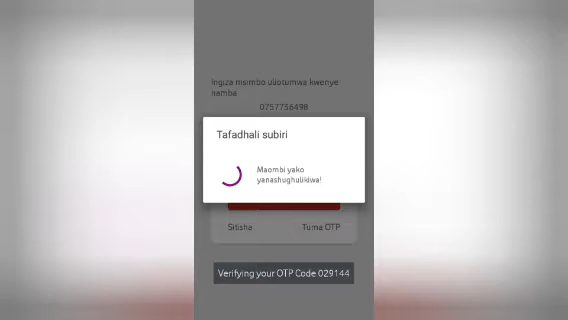 Ingiza msimbo uliotumwa kwenye
namba
0757756498
Tafadhali subiri
Maombi yako
yanashughulikiwa!
Sitisha
Tuma OTP
Verifying your OTP Code 029144